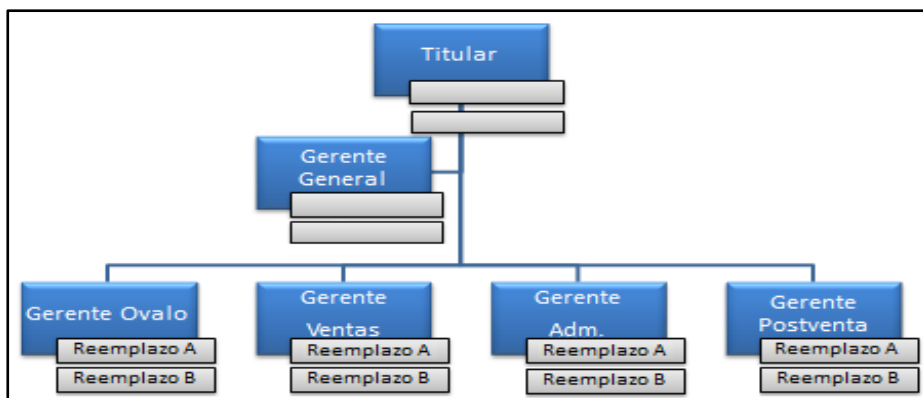 Titular
Gerente
General
Gerente Ovalo
Reemplazo A
Reemplazo B
Gerente
Ventas
Reemplazo A
Reemplazo B
Gerente
Adm.
Reemplazo A
Reemplazo B
Gerente
Postventa
Reemplazo A
Reemplazo B